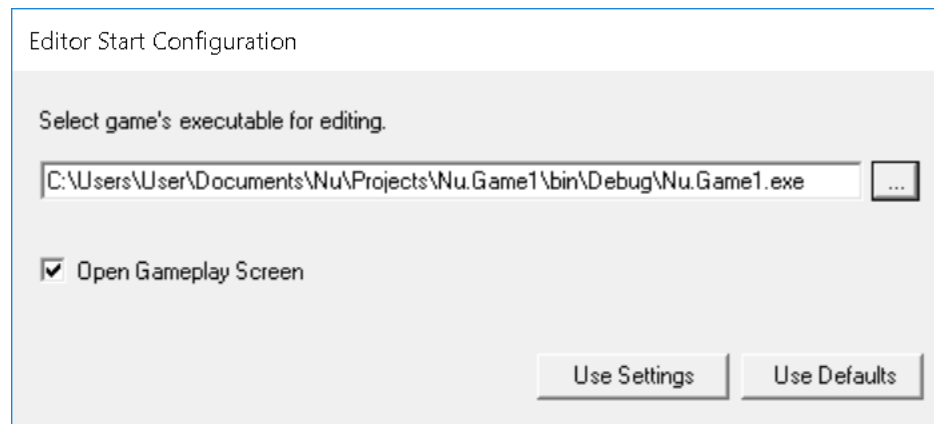 Editor Start Configuration
Select game's executable for editing.
C:\Users\User\Documents\Nu\Projects\Nu.Game1\bin\Debug\Nu.Game1.exe ...
Open Gameplay Screen
Use Settings Use Defaults